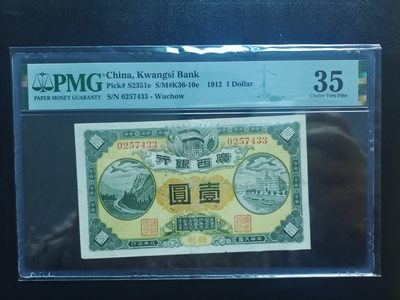 PMG
PAPER MONEY GUARANTY
China, Kwangsi Bank
Pick# S2351e S/M#K36-10e 1912 1 Dollar
S/N 0257433 - Wuchow
35
Choice Very Fine
0257433 0257433
行銀西廣
圓壹